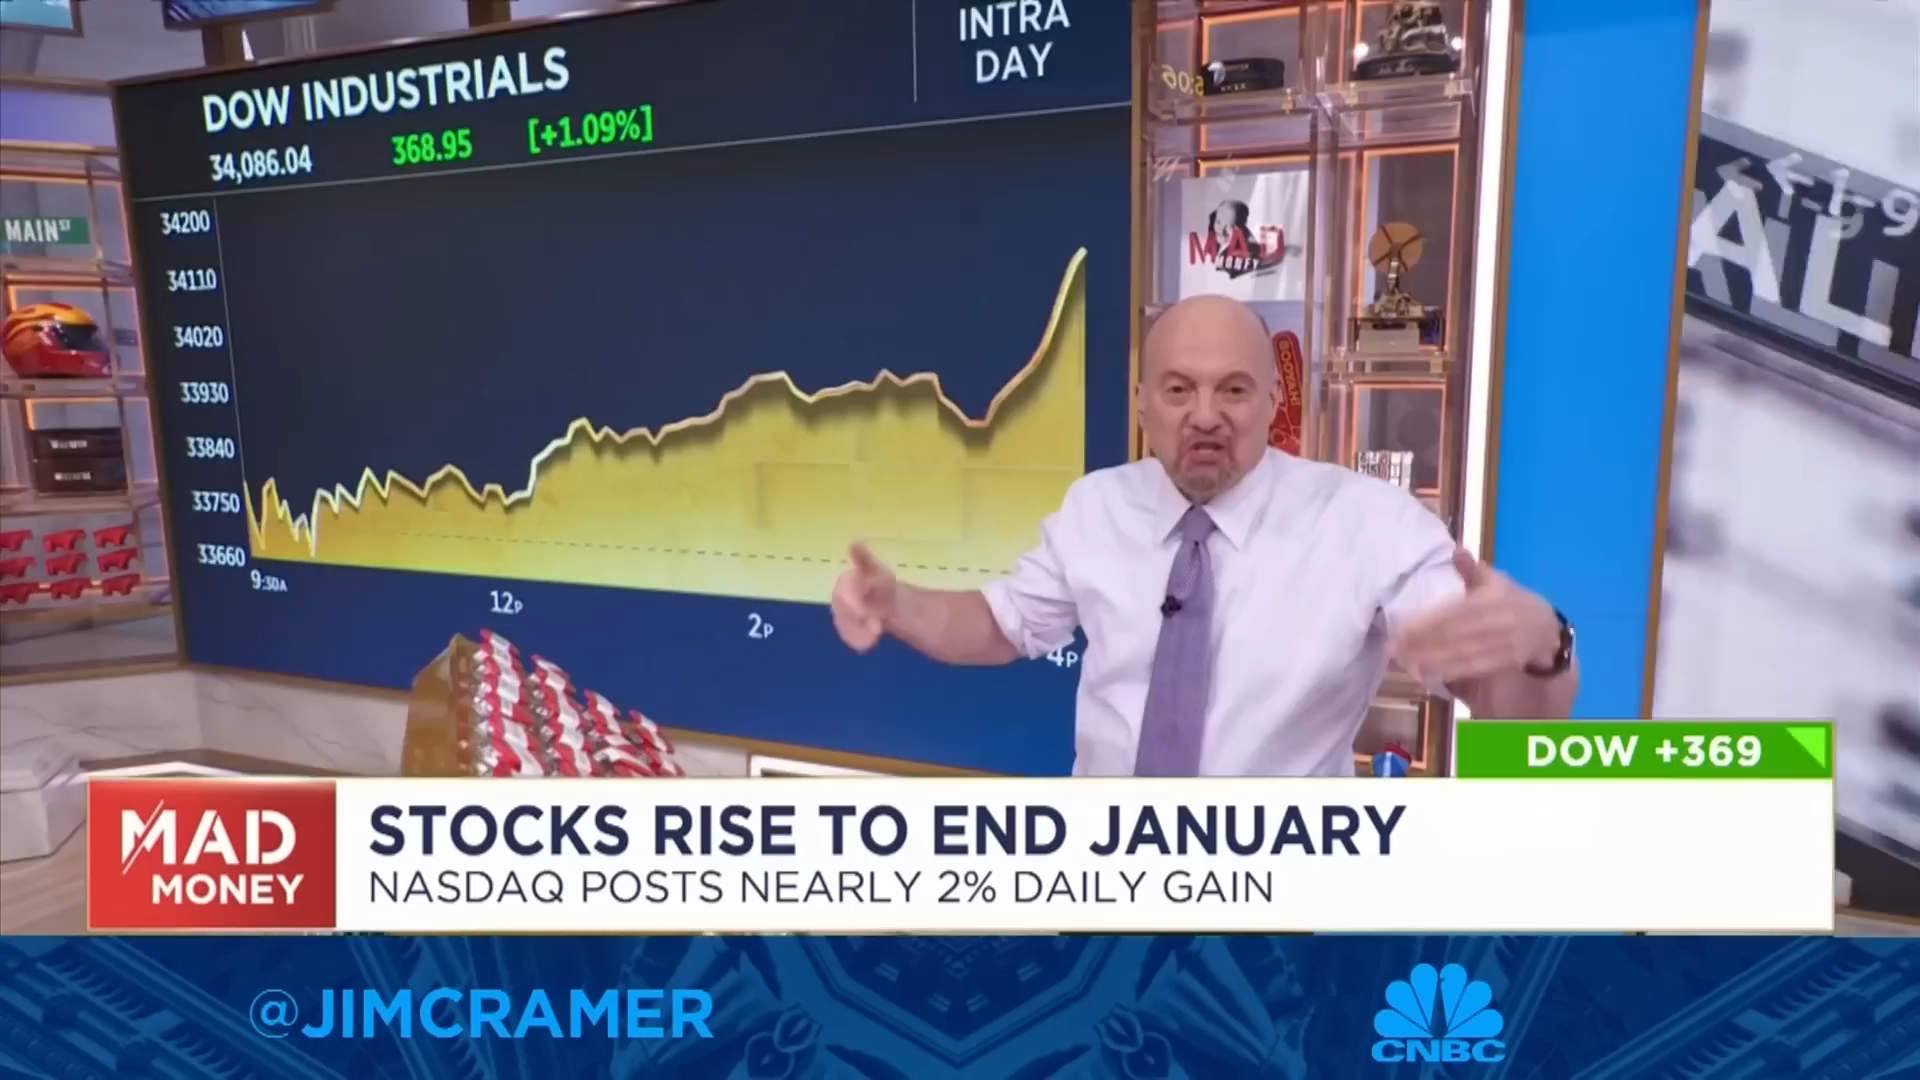 DOW INDUSTRIALS
34,086.04 368.95 [+1.09%]
INTRA
DAY
34200
34110
34020
33930
33840
33750
33660
9:30A
12P
2P
4P
MAIN ST
MAD
MONEY
BOOYAH!
DOW +369
MAD
MONEY
STOCKS RISE TO END JANUARY
NASDAQ POSTS NEARLY 2% DAILY GAIN
@JIMCRAMER
CNBC